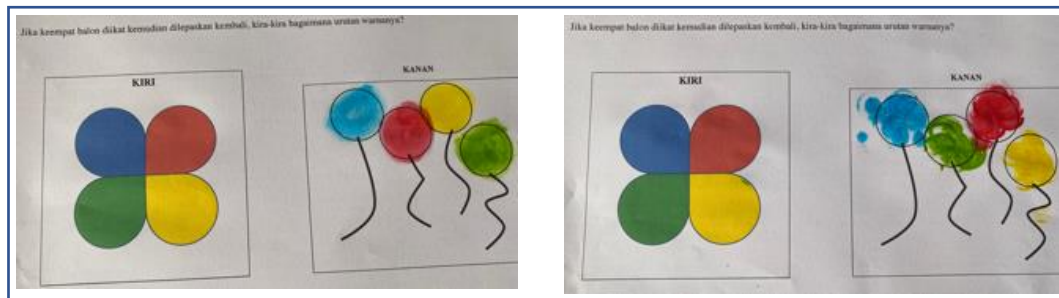 Jika keempat balon diikat kemudian dilepaskan kembali, kira-kira bagaimana urutan warnanya?
KIRI
KANAN
Jika keempat balon diikat kemudian dilepaskan kembali, kira-kira bagaimana urutan warnanya?
KIRI
KANAN